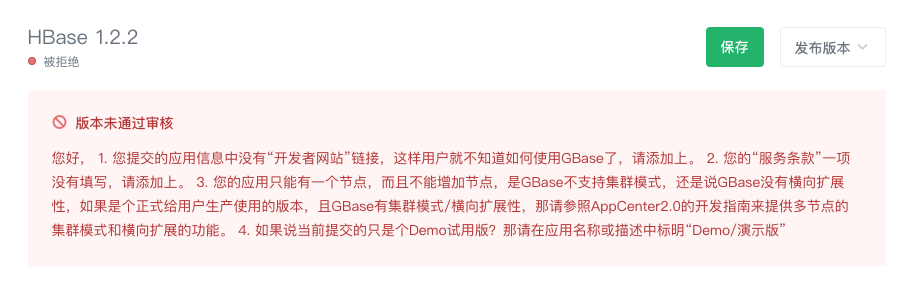 HBase 1.2.2
保存
发布版本
被拒绝
版本未通过审核
您好， 1. 您提交的应用信息中没有“开发者网站”链接，这样用户就不知道如何使用GBase了，请添加上。 2. 您的“服务条款”一项
没有填写，请添加上。 3. 您的应用只能有一个节点，而且不能增加节点，是GBase不支持集群模式，还是说GBase没有横向扩展
性，如果是个正式给用户生产使用的版本，且GBase有集群模式/横向扩展性，那请参照AppCenter2.0的开发指南来提供多节点的
集群模式和横向扩展的功能。 4. 如果说当前提交的只是个Demo试用版？那请在应用名称或描述中标明“Demo/演示版”